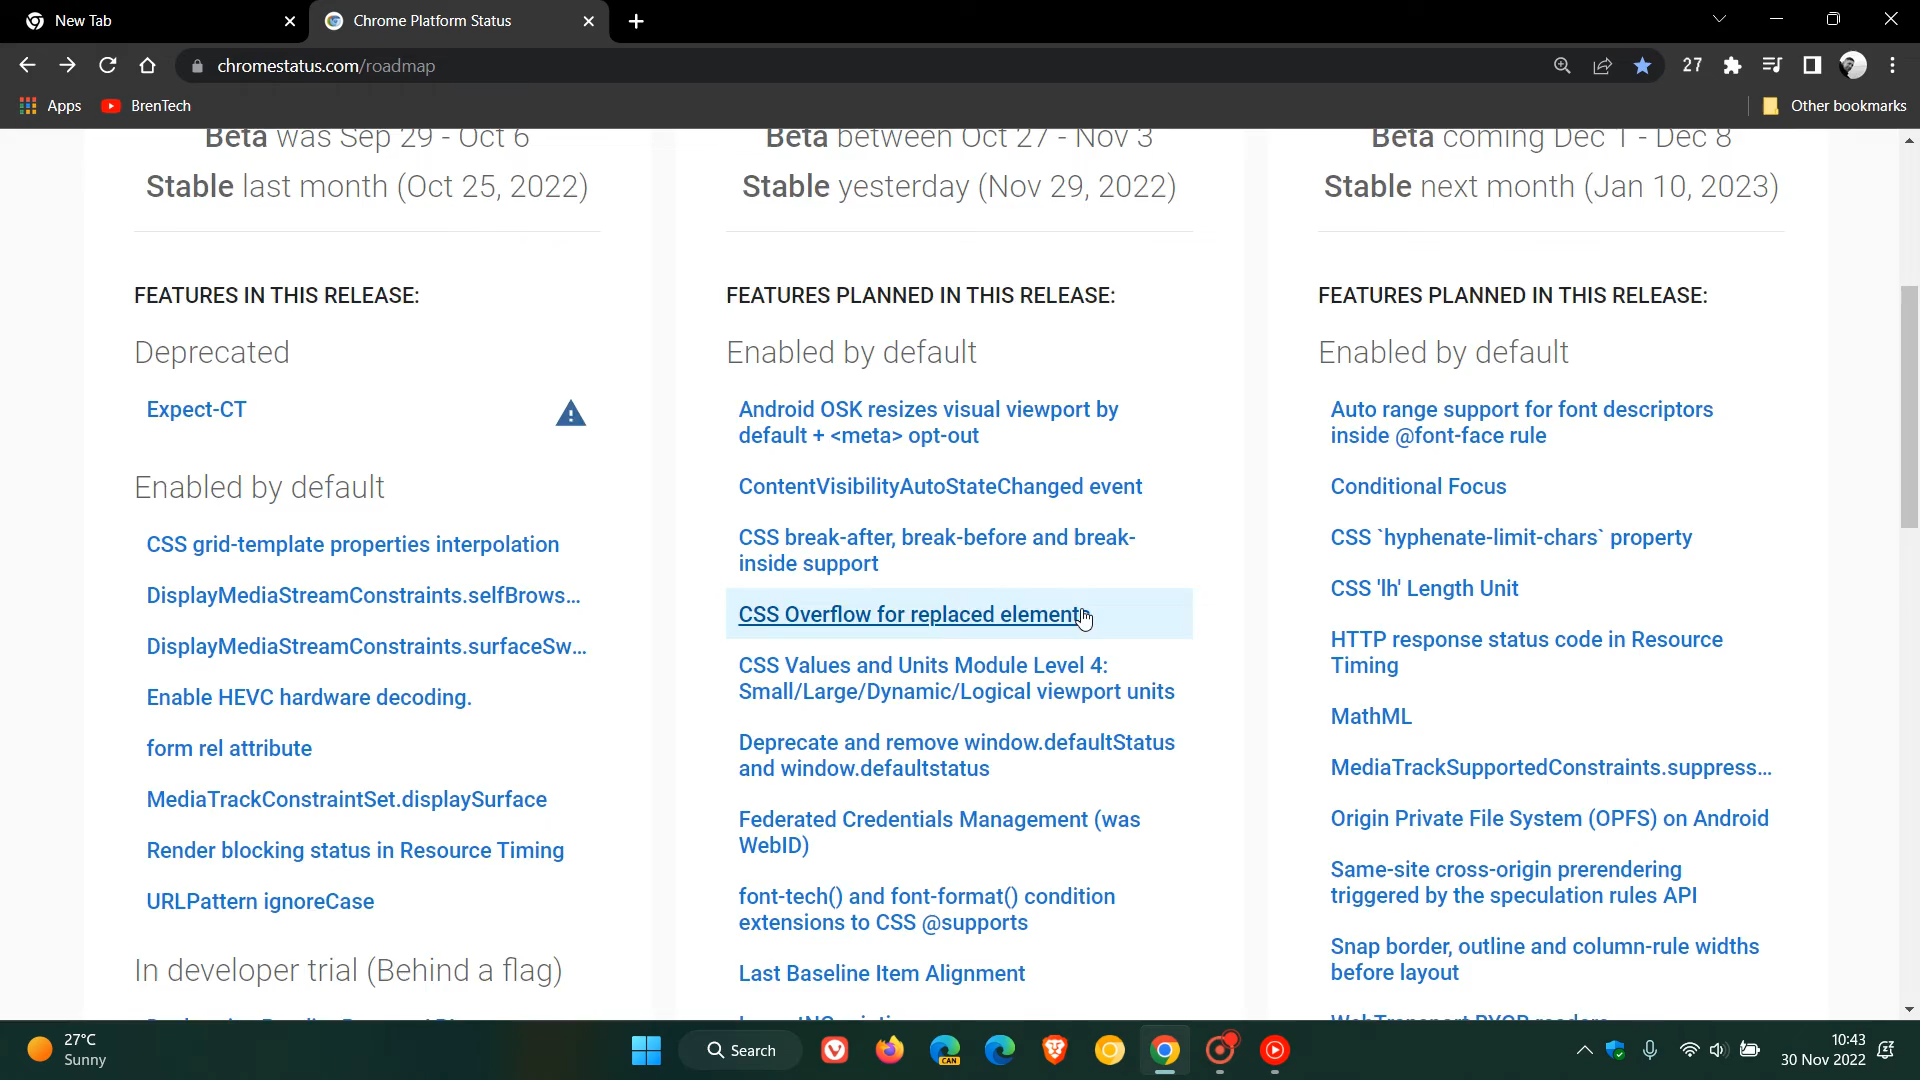 New Tab
Chrome Platform Status
chromestatus.com/roadmap
27
Apps
BrenTech
Other bookmarks
Beta was Sep 29 - Oct 6
Stable last month (Oct 25, 2022)
FEATURES IN THIS RELEASE:
Deprecated
Expect-CT
Enabled by default
CSS grid-template properties interpolation
DisplayMediaStreamConstraints.selfBrows...
DisplayMediaStreamConstraints.surfaceSw...
Enable HEVC hardware decoding.
form rel attribute
MediaTrackConstraintSet.displaySurface
Render blocking status in Resource Timing
URLPattern ignoreCase
In developer trial (Behind a flag)
Beta between Oct 27 - Nov 3
Stable yesterday (Nov 29, 2022)
FEATURES PLANNED IN THIS RELEASE:
Enabled by default
Android OSK resizes visual viewport by
default + <meta> opt-out
ContentVisibilityAutoStateChanged event
CSS break-after, break-before and break-
inside support
CSS Overflow for replaced elements
CSS Values and Units Module Level 4:
Small/Large/Dynamic/Logical viewport units
Deprecate and remove window.defaultStatus
and window.defaultstatus
Federated Credentials Management (was
WebID)
font-tech() and font-format() condition
extensions to CSS @supports
Last Baseline Item Alignment
Beta coming Dec 1 - Dec 8
Stable next month (Jan 10, 2023)
FEATURES PLANNED IN THIS RELEASE:
Enabled by default
Auto range support for font descriptors
inside @font-face rule
Conditional Focus
CSS `hyphenate-limit-chars` property
CSS 'lh' Length Unit
HTTP response status code in Resource
Timing
MathML
MediaTrackSupportedConstraints.suppress...
Origin Private File System (OPFS) on Android
Same-site cross-origin prerendering
triggered by the speculation rules API
Snap border, outline and column-rule widths
before layout
27°C
Sunny
Search
CAN
10:43
30 Nov 2022